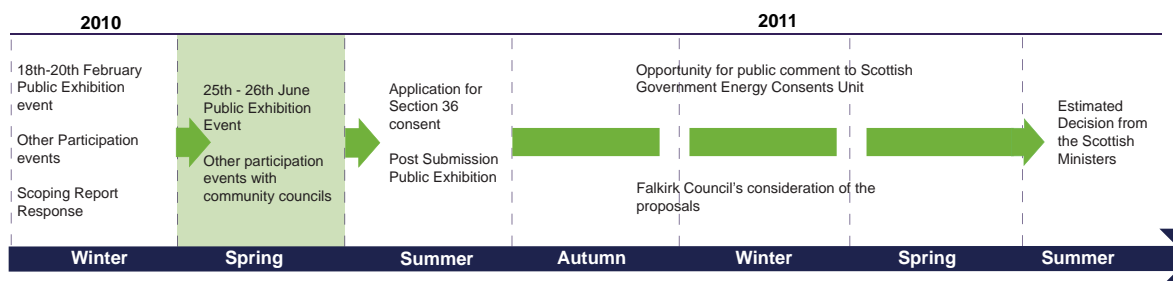 2010
2011
18th-20th February
Public Exhibition
event
Other Participation
events
Scoping Report
Response
25th - 26th June
Public Exhibition
Event
Other participation
events with
community councils
Application for
Section 36
consent
Post Submission
Public Exhibition
Opportunity for public comment to Scottish
Government Energy Consents Unit
Falkirk Council's consideration of the
proposals
Estimated
Decision from
the Scottish
Ministers
Winter
Spring
Summer
Autumn
Winter
Spring
Summer